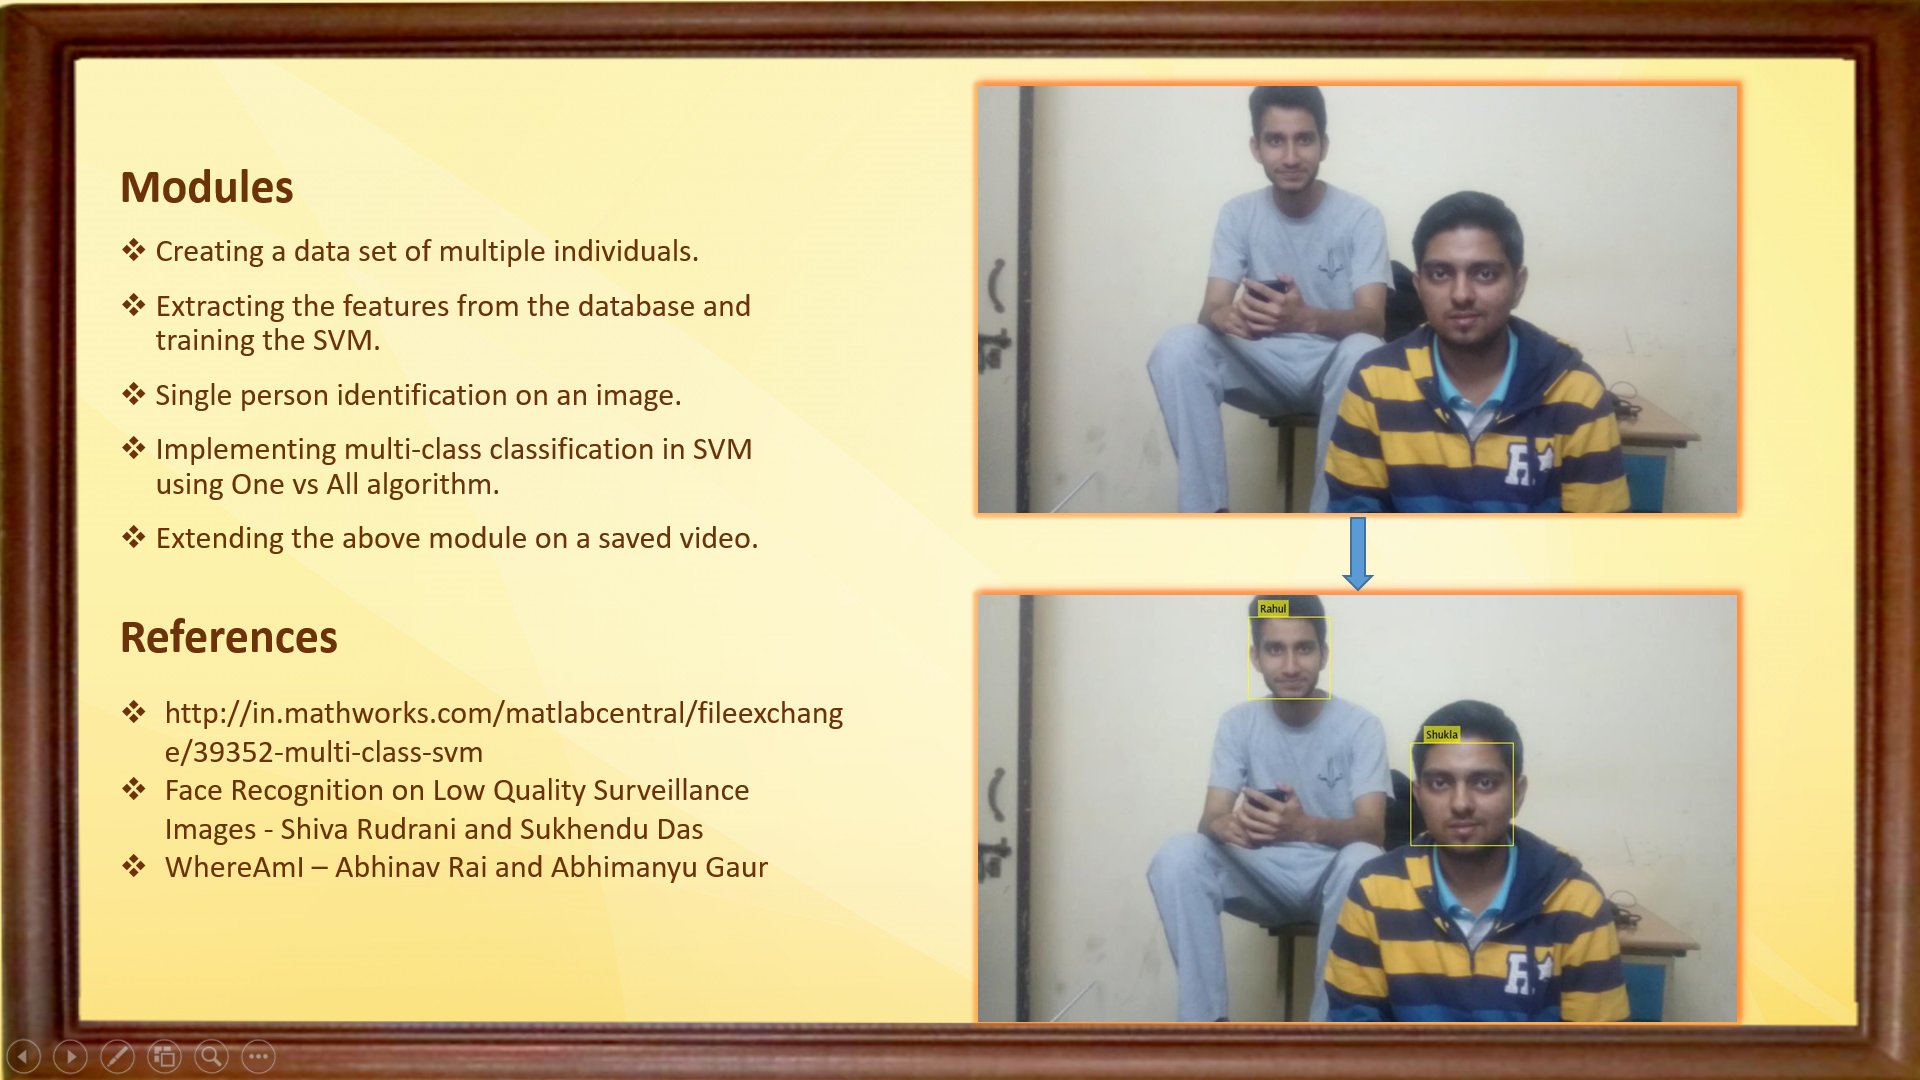 Modules
❖ Creating a data set of multiple individuals.
❖ Extracting the features from the database and
training the SVM.
❖ Single person identification on an image.
❖ Implementing multi-class classification in SVM
using One vs All algorithm.
❖ Extending the above module on a saved video.
References
❖ http://in.mathworks.com/matlabcentral/fileexchang
e/39352-multi-class-svm
❖ Face Recognition on Low Quality Surveillance
Images - Shiva Rudrani and Sukhendu Das
❖ WhereAmI – Abhinav Rai and Abhimanyu Gaur
Rahul
Shukla